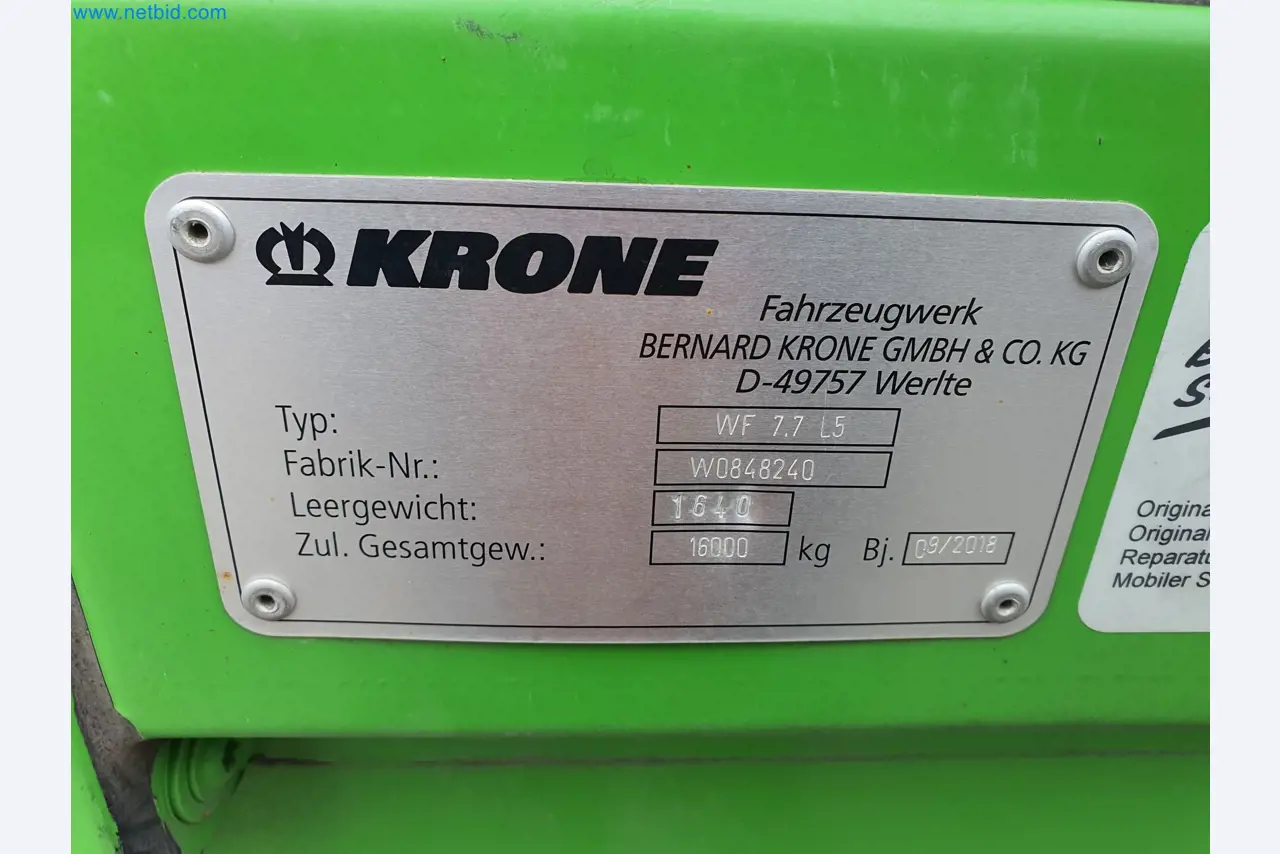 www.netbid.com
KRONE
Fahrzeugwerk
BERNARD KRONE GMBH & CO. KG
D-49757 Werlte
Typ: WF 7.7 L5
Fabrik-Nr.: W0848240
Leergewicht: 1640
Zul. Gesamtgew.: 16000 kg Bj. 09/2018
Origina
Original
Reparatu
Mobiler S